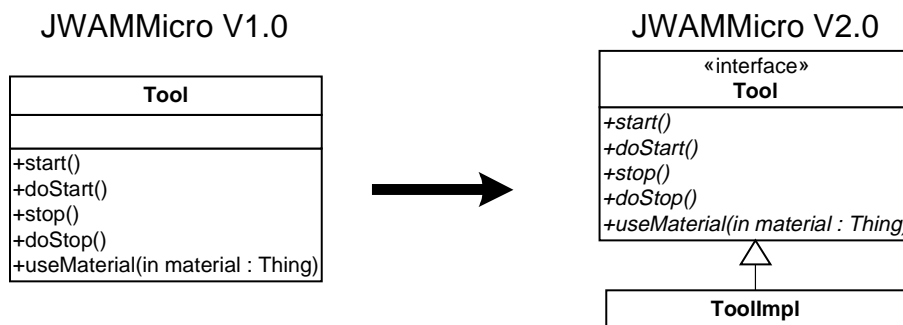 JWAMMicro V1.0
Tool
+start()
+doStart()
+stop()
+doStop()
+useMaterial(in material : Thing)
JWAMMicro V2.0
«interface»
Tool
+start()
+doStart()
+stop()
+doStop()
+useMaterial(in material : Thing)
ToolImpl